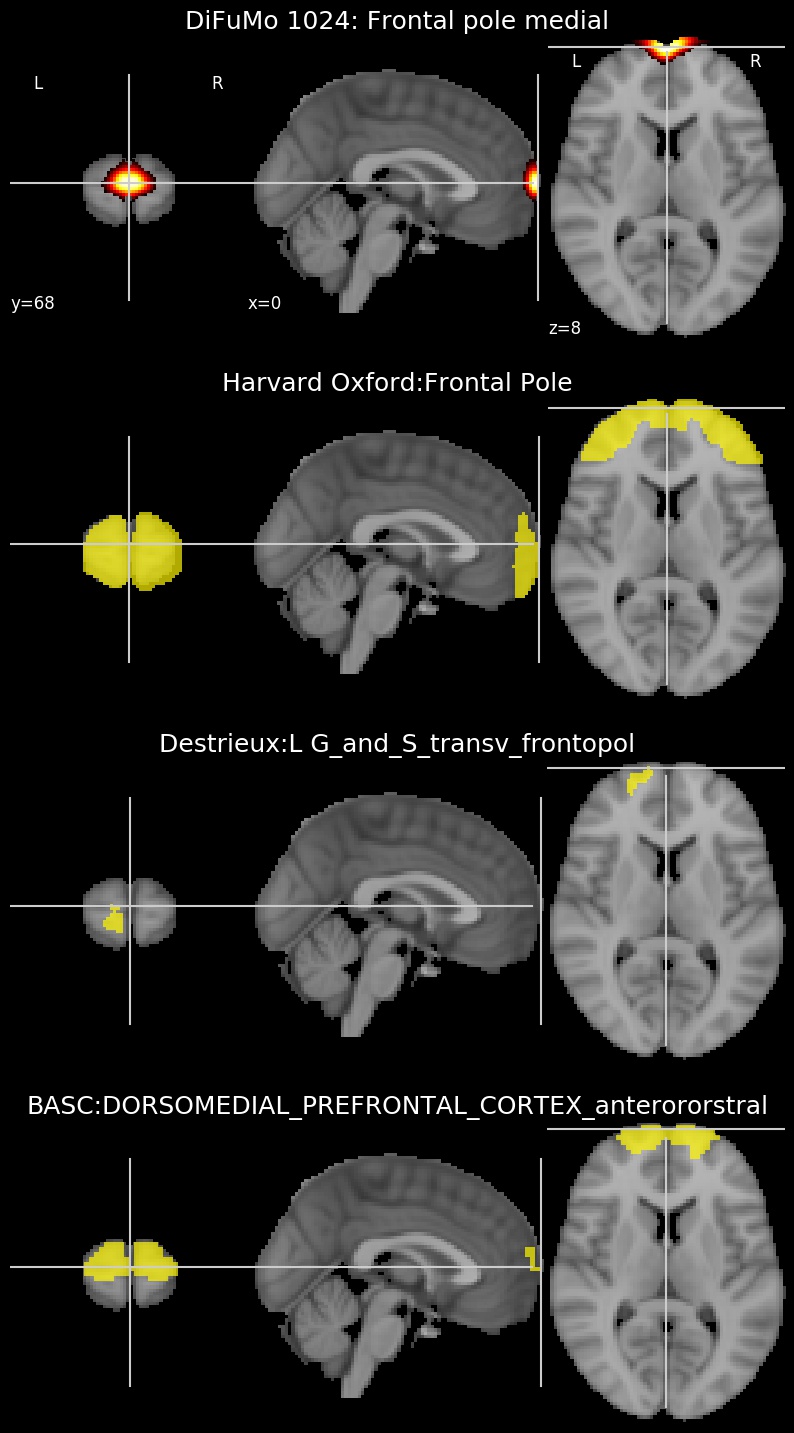 DiFuMo 1024: Frontal pole medial
L R
L R
y=68 x=0 z=8
Harvard Oxford:Frontal Pole
Destrieux:L G_and_S_transv_frontopol
BASC:DORSOMEDIAL_PREFRONTAL_CORTEX_anterororstral